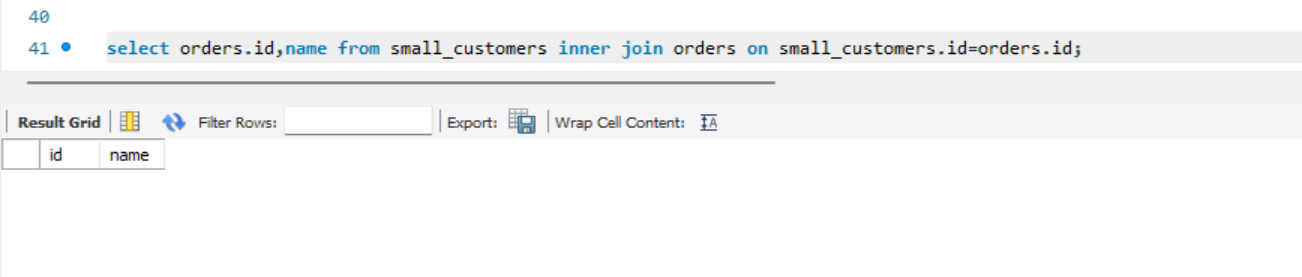 40
41 select orders.id,name from small_customers inner join orders on small_customers.id=orders.id;
Result Grid Filter Rows: Export: Wrap Cell Content: IA
id name